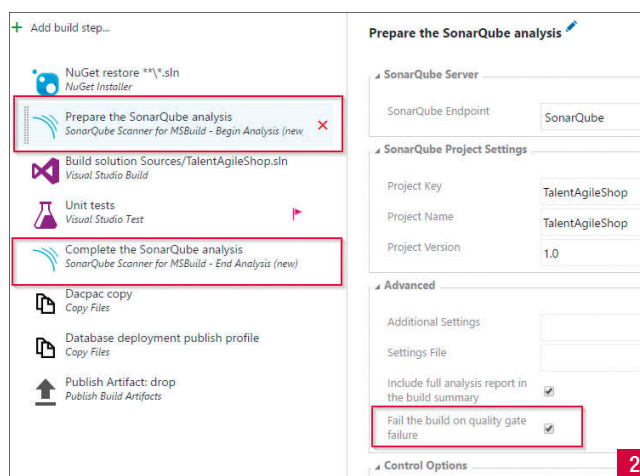 + Add build step...
NuGet restore **\*.sln
NuGet Installer
Prepare the SonarQube analysis
SonarQube Scanner for MSBuild - Begin Analysis (new
Build solution Sources/TalentAgileShop.sln
Visual Studio Build
Unit tests
Visual Studio Test
Complete the SonarQube analysis
SonarQube Scanner for MSBuild - End Analysis (new)
Dacpac copy
Copy Files
Database deployment publish profile
Copy Files
Publish Artifact: drop
Publish Build Artifacts
Prepare the SonarQube analysis
SonarQube Server
SonarQube Endpoint
SonarQube
SonarQube Project Settings
Project Key
TalentAgileShop
Project Name
TalentAgileShop
Project Version
1.0
Advanced
Additional Settings
Settings File
Include full analysis report in
the build summary
Fail the build on quality gate
failure
Control Options
2